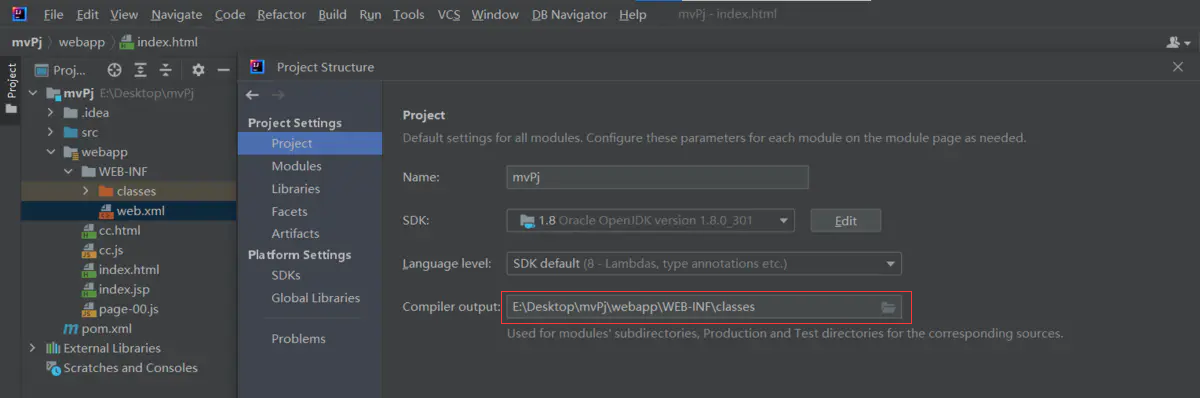 File Edit View Navigate Code Refactor Build Run Tools VCS Window DB Navigator Help mvPj - index.html
mvPj webapp index.html
Project
Proj...
mvPj E:\Desktop\mvPj
.idea
src
webapp
WEB-INF
classes
web.xml
cc.html
cc.js
index.html
index.jsp
page-00.js
pom.xml
External Libraries
Scratches and Consoles
Project Structure
Project Settings
Project
Modules
Libraries
Facets
Artifacts
Platform Settings
SDKs
Global Libraries
Problems
Project
Default settings for all modules. Configure these parameters for each module on the module page as needed.
Name: mvPj
SDK: 1.8 Oracle OpenJDK version 1.8.0_301 Edit
Language level: SDK default (8 - Lambdas, type annotations etc.)
Compiler output: E:\Desktop\mvPj\webapp\WEB-INF\classes
Used for modules' subdirectories, Production and Test directories for the corresponding sources.